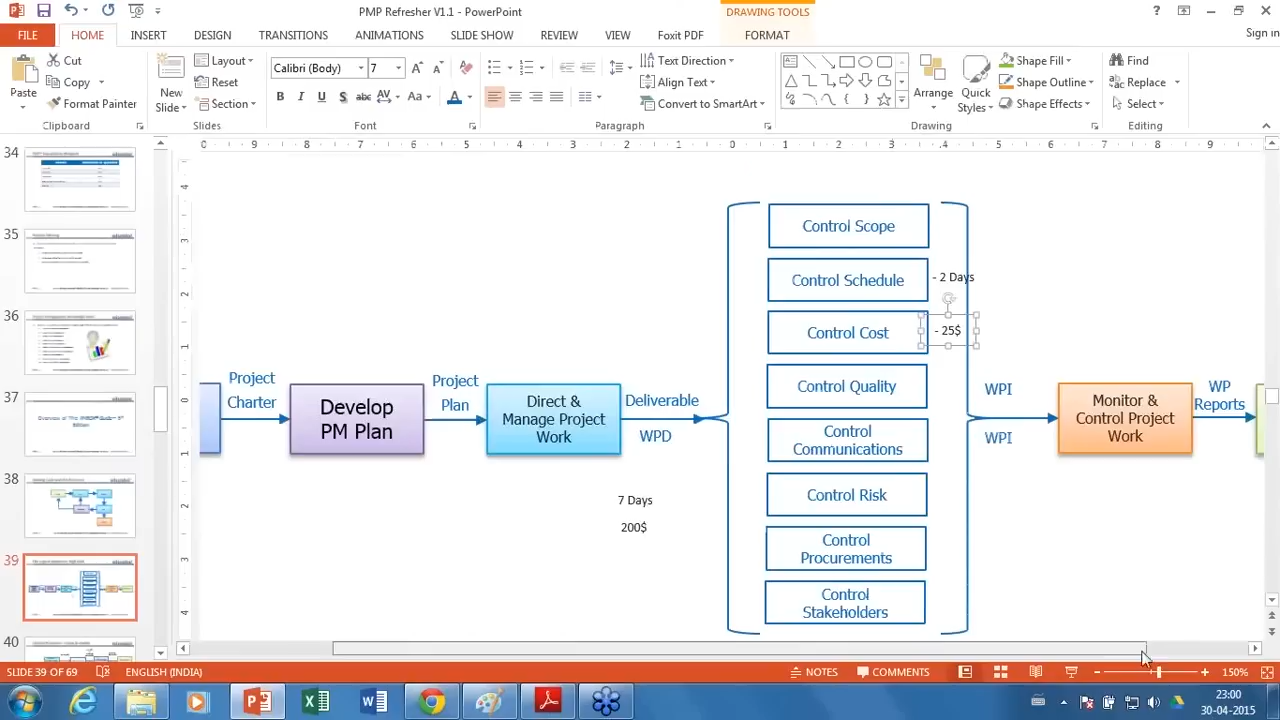 PMP Refresher V1.1 - PowerPoint
DRAWING TOOLS
?
FILE
HOME
INSERT
DESIGN
TRANSITIONS
ANIMATIONS
SLIDE SHOW
REVIEW
VIEW
Foxit PDF
FORMAT
Sign in
Paste
Cut
Copy
Format Painter
Clipboard
New
Slide
Layout
Reset
Section
Slides
Calibri (Body)
7
B I U S abc AV Aa A
Font
Text Direction
Align Text
Convert to SmartArt
Paragraph
Arrange
Quick
Styles
Shape Fill
Shape Outline
Shape Effects
Drawing
Find
Replace
Select
Editing
34
35
36
37
38
39
40
Project
Charter
Develop
PM Plan
Project
Plan
Direct &
Manage Project
Work
Deliverable
WPD
7 Days
200$
Control Scope
Control Schedule
- 2 Days
Control Cost
- 25$
Control Quality
Control
Communications
Control Risk
Control
Procurements
Control
Stakeholders
WPI
WPI
Monitor &
Control Project
Work
WP
Reports
SLIDE 39 OF 69
ENGLISH (INDIA)
NOTES
COMMENTS
150%
23:00
30-04-2015